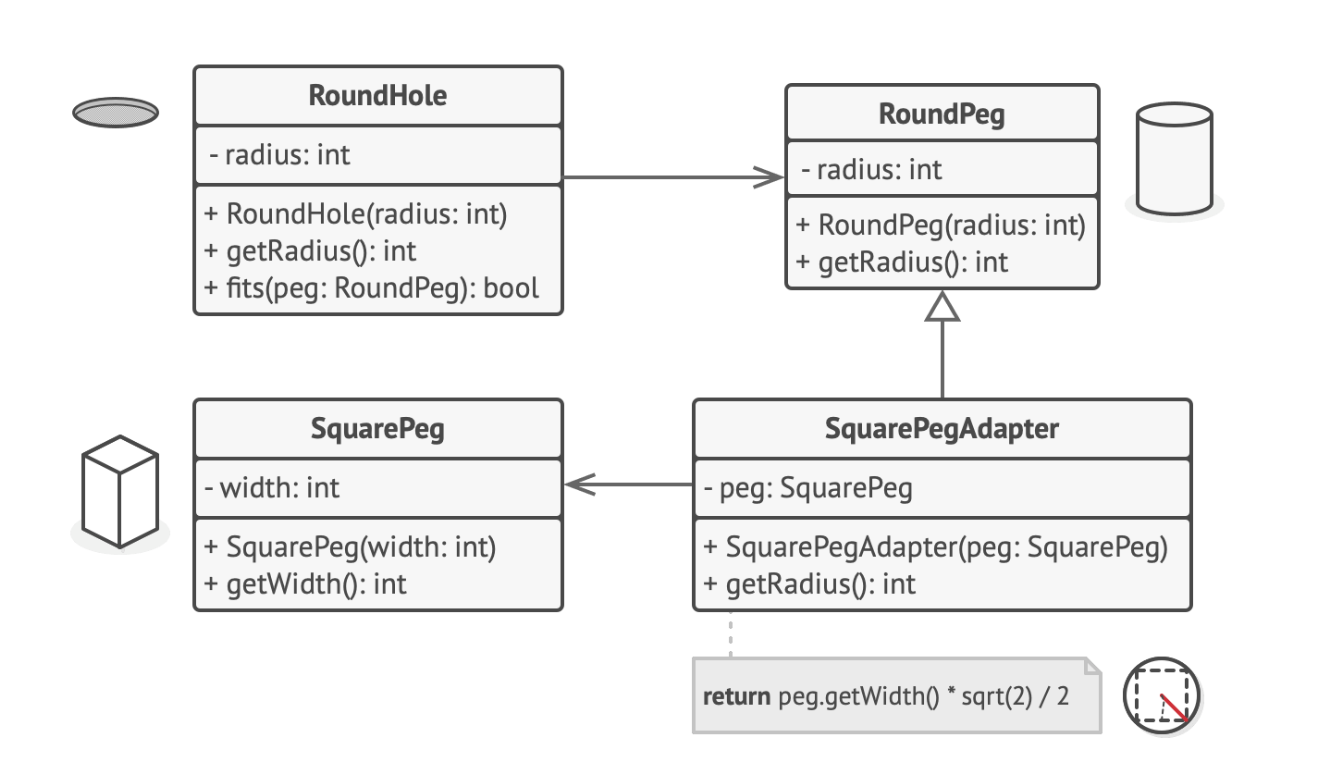 RoundHole
- radius: int
+ RoundHole(radius: int)
+ getRadius(): int
+ fits(peg: RoundPeg): bool
RoundPeg
- radius: int
+ RoundPeg(radius: int)
+ getRadius(): int
SquarePeg
- width: int
+ SquarePeg(width: int)
+ getWidth(): int
SquarePegAdapter
- peg: SquarePeg
+ SquarePegAdapter(peg: SquarePeg)
+ getRadius(): int
return peg.getWidth() * sqrt(2) / 2